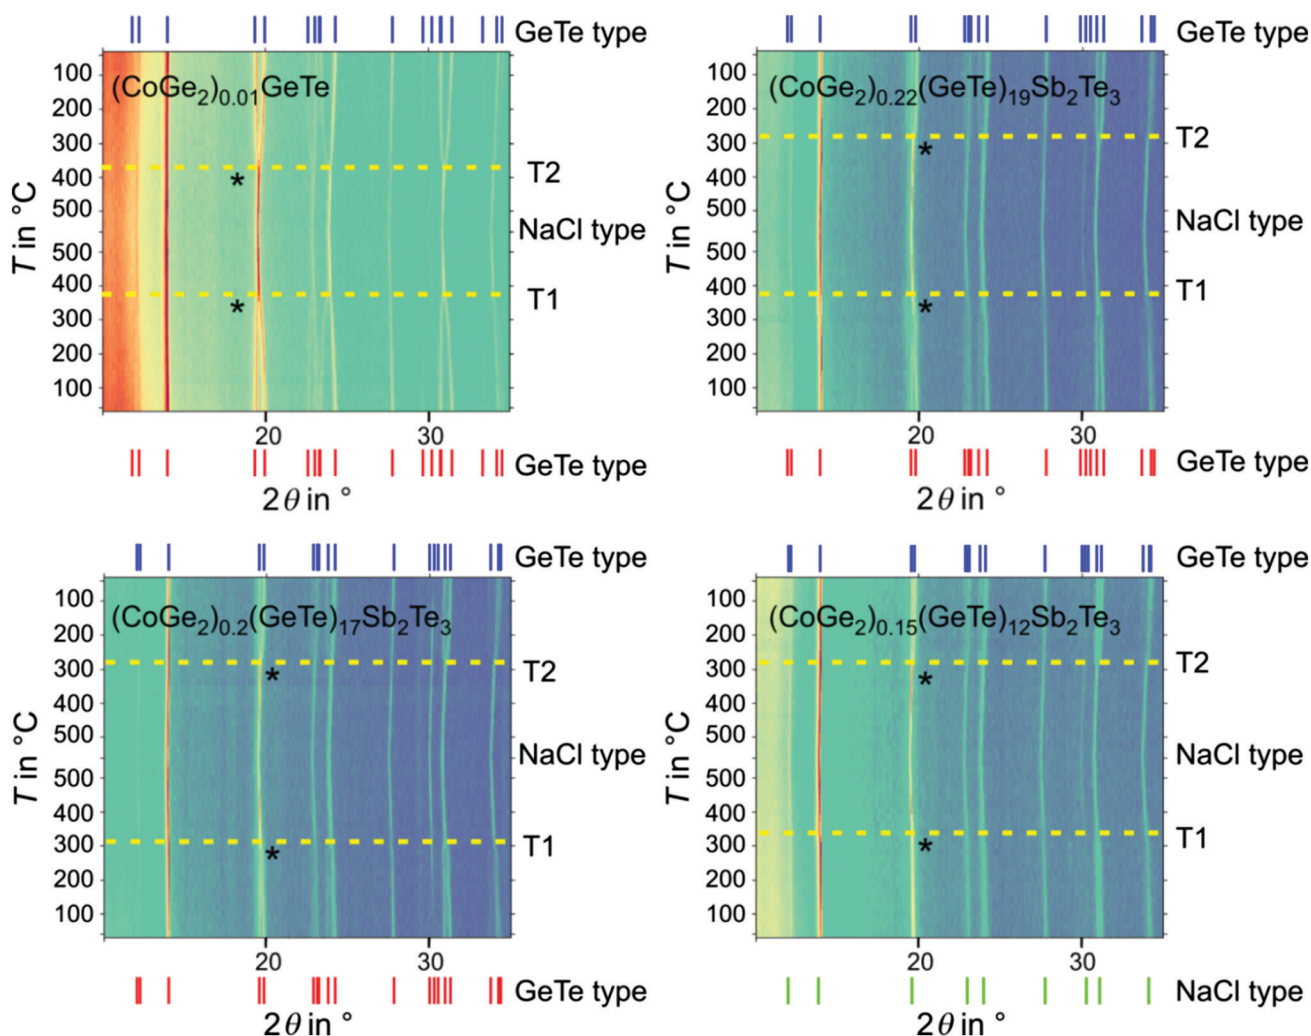 GeTe type
(CoGe2)0.01GeTe
100
200
300
400
500
500
400
300
200
100
T in °C
T2
NaCl type
T1
*
*
20
30
GeTe type
2θ in °
GeTe type
(CoGe2)0.22(GeTe)19Sb2Te3
100
200
300
400
500
500
400
300
200
100
T in °C
T2
NaCl type
T1
*
*
20
30
GeTe type
2θ in °
GeTe type
(CoGe2)0.2(GeTe)17Sb2Te3
100
200
300
400
500
500
400
300
200
100
T in °C
T2
NaCl type
T1
*
*
20
30
GeTe type
2θ in °
GeTe type
(CoGe2)0.15(GeTe)12Sb2Te3
100
200
300
400
500
500
400
300
200
100
T in °C
T2
NaCl type
T1
*
*
20
30
NaCl type
2θ in °